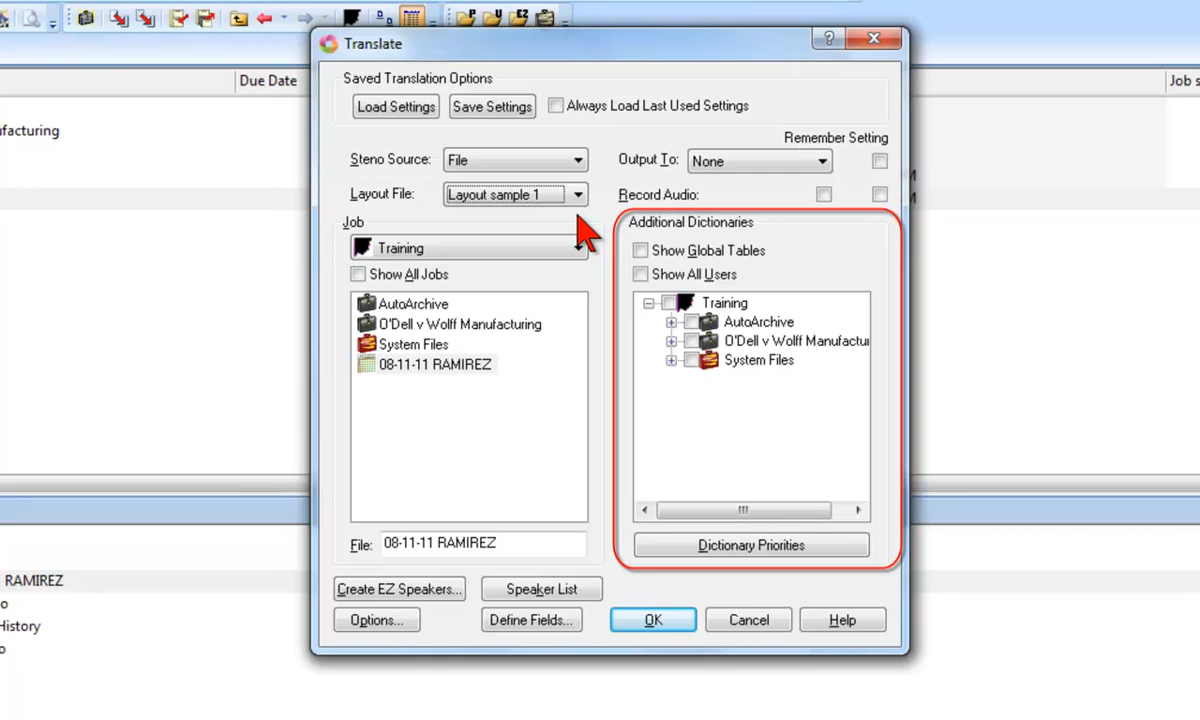 P U EZ
Translate
Due Date
Job s
ufacturing
M
M
RAMIREZ
o
History
o
Saved Translation Options
Load Settings Save Settings Always Load Last Used Settings
Remember Setting
Steno Source: File Output To: None
Layout File: Layout sample 1 Record Audio:
Job
Training
Show All Jobs
AutoArchive
O'Dell v Wolff Manufacturing
System Files
08-11-11 RAMIREZ
File: 08-11-11 RAMIREZ
Additional Dictionaries
Show Global Tables
Show All Users
Training
AutoArchive
O'Dell v Wolff Manufactur
System Files
Dictionary Priorities
Create EZ Speakers... Speaker List
Options... Define Fields... OK Cancel Help